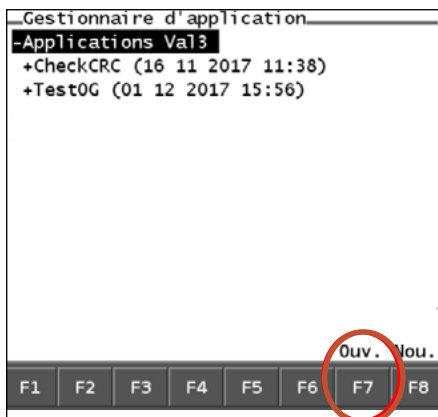 Gestionnaire d'application
-Applications Val3
+CheckCRC (16 11 2017 11:38)
+TestOG (01 12 2017 15:56)
Ouv. Nou.
F1 F2 F3 F4 F5 F6 F7 F8